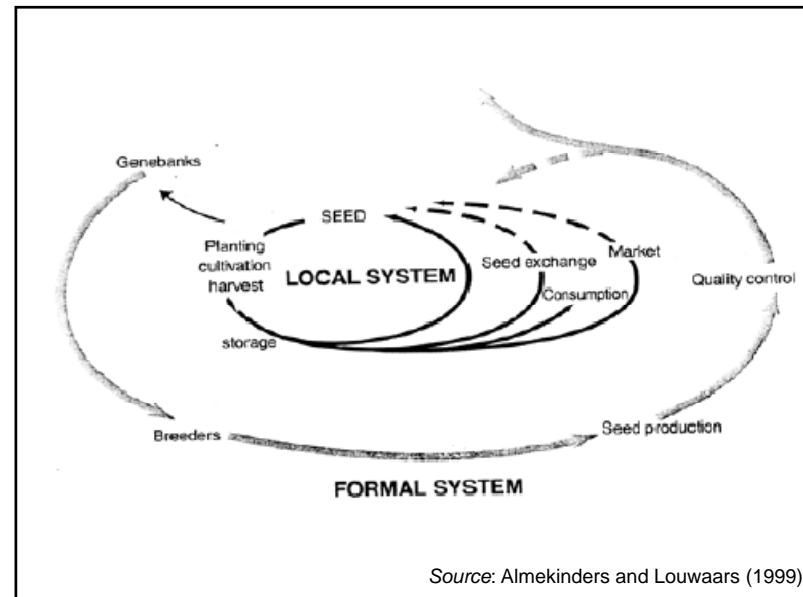 Genebanks
SEED
Planting
cultivation
harvest
LOCAL SYSTEM
Seed exchange
Market
Consumption
Quality control
storage
Breeders
Seed production
FORMAL SYSTEM
Source: Almekinders and Louwaars (1999)